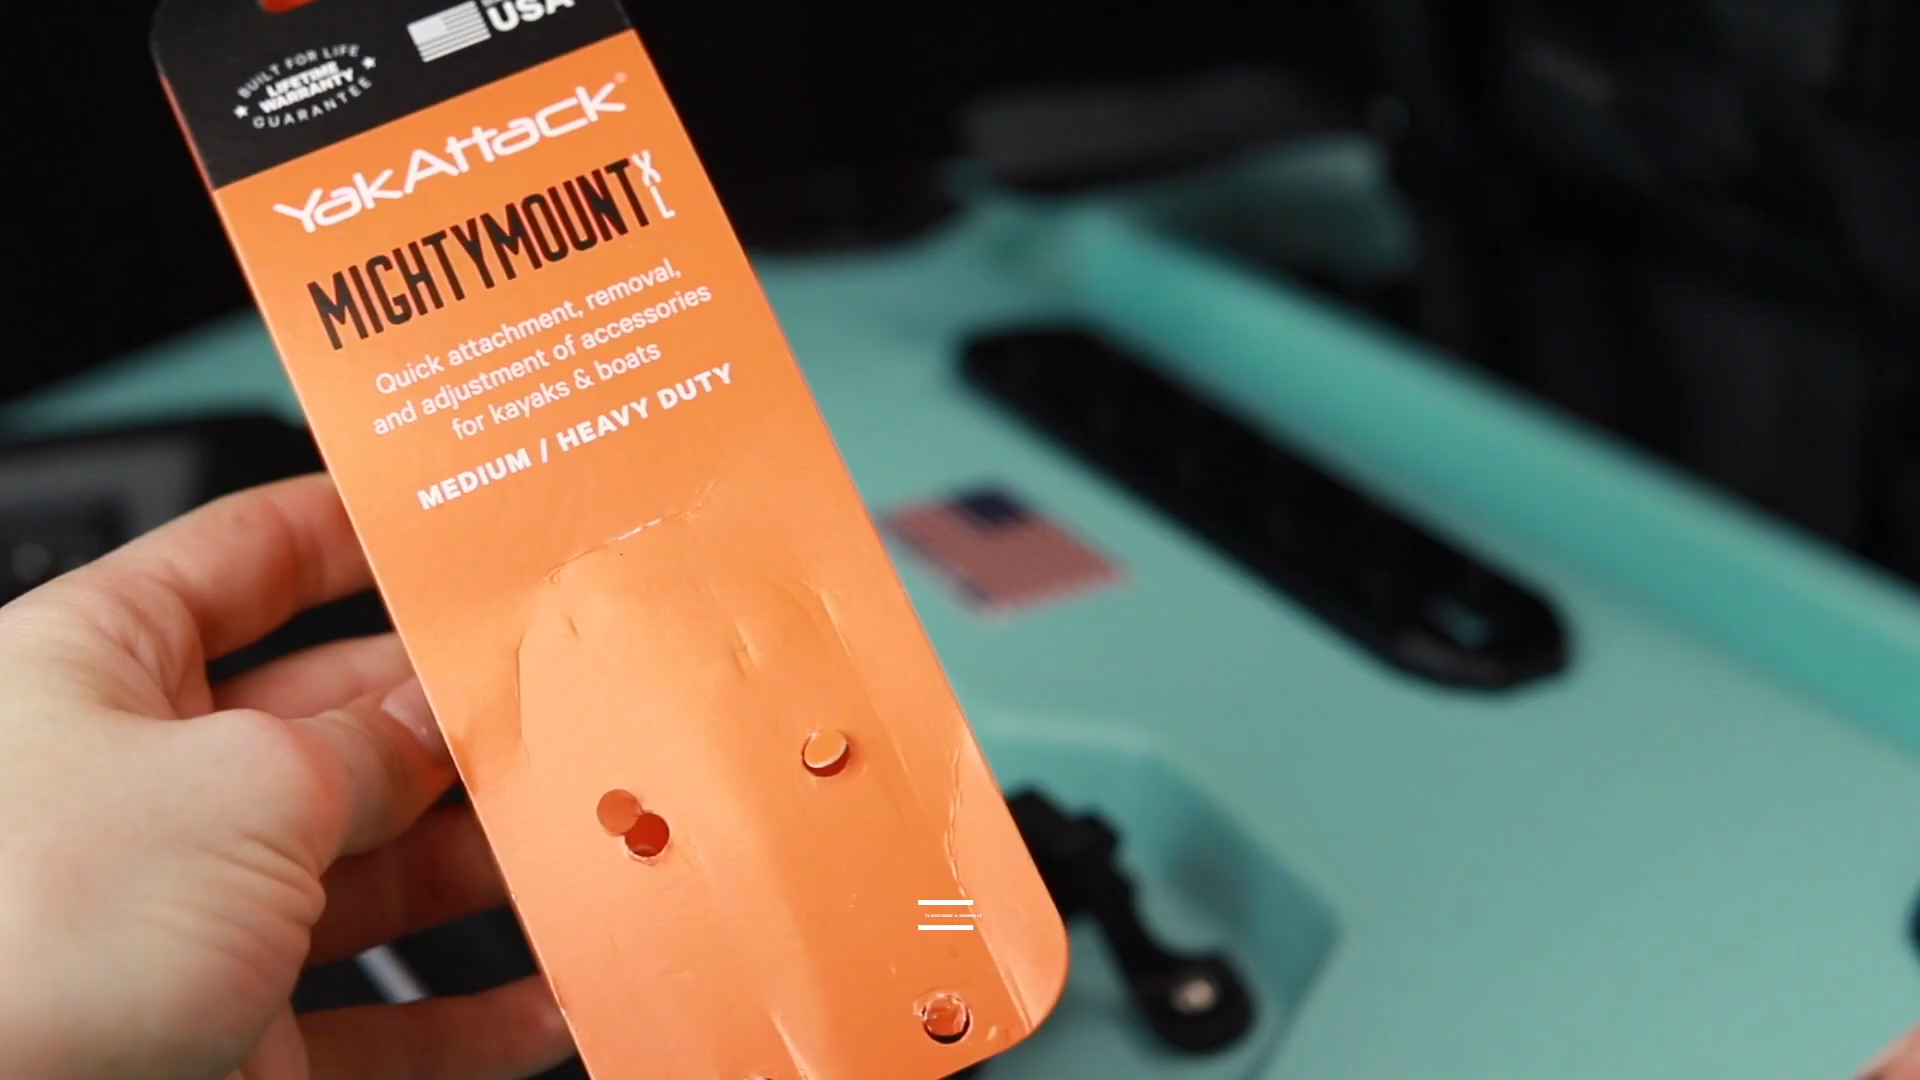 USA
BUILT FOR LIFE
LIFETIME
WARRANTY
GUARANTEE
YakAttack®
MIGHTYMOUNT XL
Quick attachment, removal,
and adjustment of accessories
for kayaks & boats
MEDIUM / HEAVY DUTY